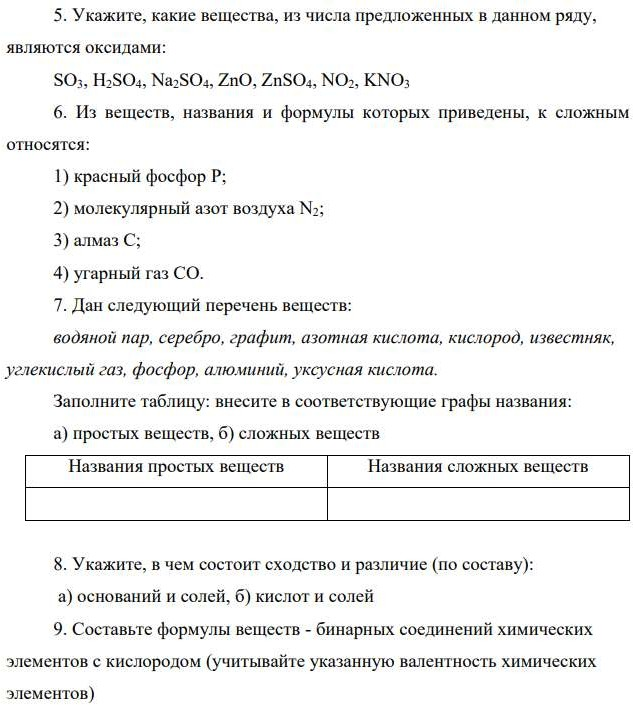 5. Укажите, какие вещества, из числа предложенных в данном ряду,
являются оксидами:
SO₃, H₂SO₄, Na₂SO₄, ZnO, ZnSO₄, NO₂, KNO₃
6. Из веществ, названия и формулы которых приведены, к сложным
относятся:
1) красный фосфор P;
2) молекулярный азот воздуха N₂;
3) алмаз C;
4) угарный газ CO.
7. Дан следующий перечень веществ:
водяной пар, серебро, графит, азотная кислота, кислород, известняк,
углекислый газ, фосфор, алюминий, уксусная кислота.
Заполните таблицу: внесите в соответствующие графы названия:
а) простых веществ, б) сложных веществ
Названия простых веществ Названия сложных веществ
8. Укажите, в чем состоит сходство и различие (по составу):
а) оснований и солей, б) кислот и солей
9. Составьте формулы веществ - бинарных соединений химических
элементов с кислородом (учитывайте указанную валентность химических
элементов)